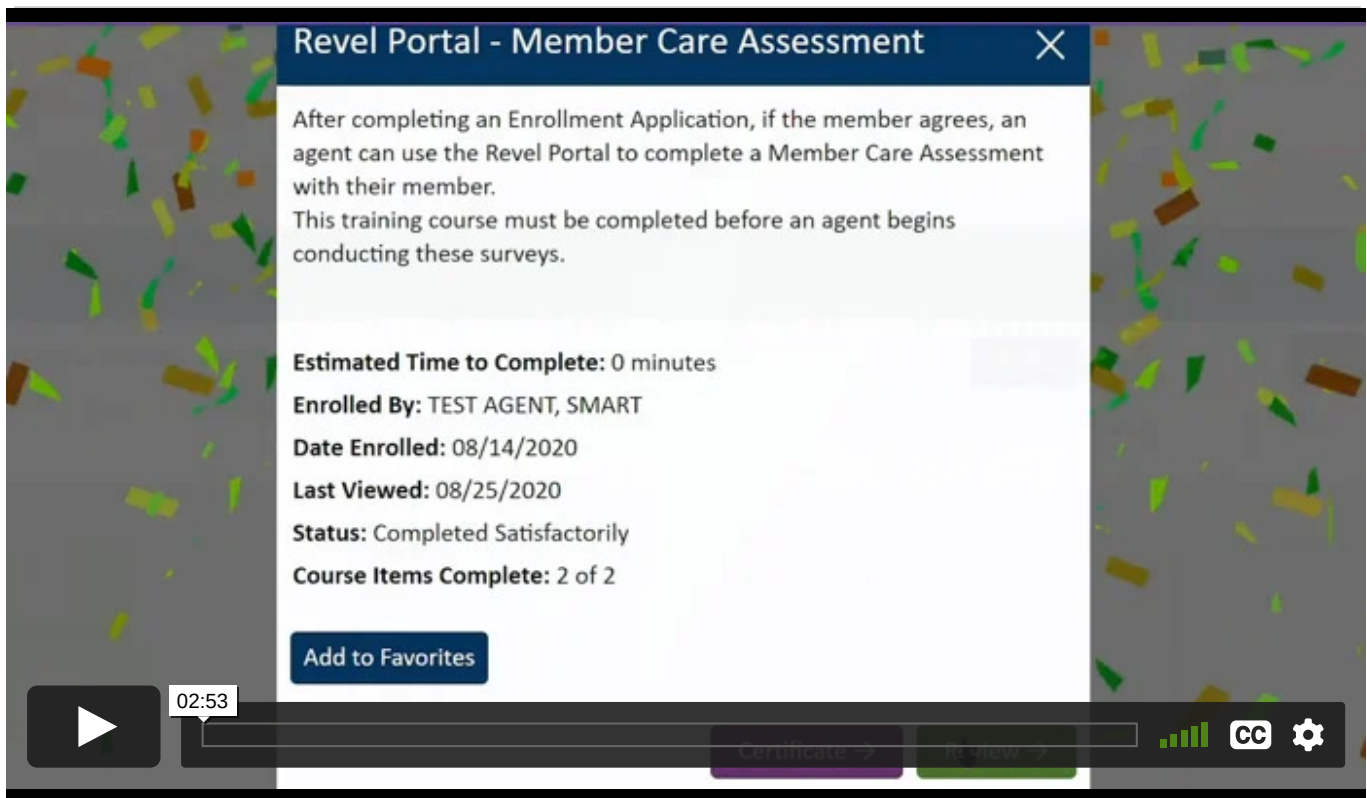 Revel Portal - Member Care Assessment
After completing an Enrollment Application, if the member agrees, an
agent can use the Revel Portal to complete a Member Care Assessment
with their member.
This training course must be completed before an agent begins
conducting these surveys.
Estimated Time to Complete: 0 minutes
Enrolled By: TEST AGENT, SMART
Date Enrolled: 08/14/2020
Last Viewed: 08/25/2020
Status: Completed Satisfactorily
Course Items Complete: 2 of 2
Add to Favorites
02:53
Certificate →
Review →
CC